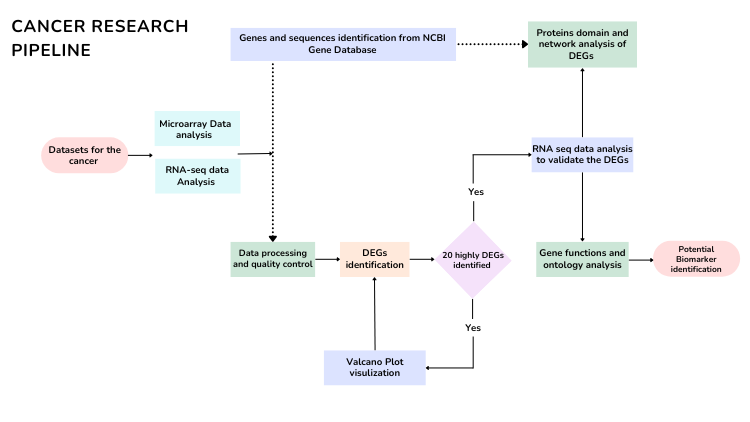 CANCER RESEARCH
PIPELINE
Genes and sequences identification from NCBI
Gene Database
Proteins domain and
network analysis of
DEGs
Microarray Data
analysis
Datasets for the
cancer
RNA-seq data
Analysis
RNA seq data analysis
to validate the DEGs
Yes
Data processing
and quality control
DEGs
identification
20 highly DEGs
identified
Gene functions and
ontology analysis
Potential
Biomarker
identification
Yes
Valcano Plot
visulization